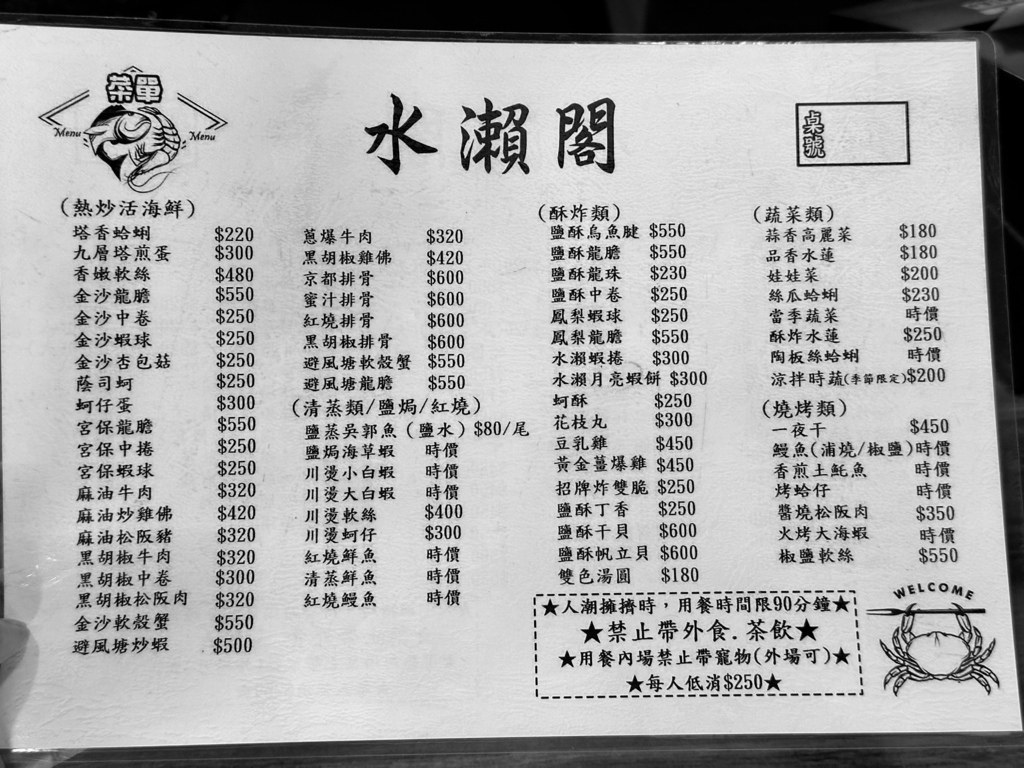 菜單
Menu Menu
水瀨閣
桌號
(熱炒活海鮮)
塔香蛤蜊 $220
九層塔煎蛋 $300
香嫩軟絲 $480
金沙龍膽 $550
金沙中卷 $250
金沙蝦球 $250
金沙杏包菇 $250
蔭司蚵 $250
蚵仔蛋 $300
宮保龍膽 $550
宮保中捲 $250
宮保蝦球 $250
麻油牛肉 $320
麻油炒雞佛 $420
麻油松阪豬 $320
黑胡椒牛肉 $320
黑胡椒中卷 $300
黑胡椒松阪肉 $320
金沙軟殼蟹 $550
避風塘炒蝦 $500
蔥爆牛肉 $320
黑胡椒雞佛 $420
京都排骨 $600
蜜汁排骨 $600
紅燒排骨 $600
黑胡椒排骨 $600
避風塘軟殼蟹 $550
避風塘龍膽 $550
(清蒸類/鹽焗/紅燒)
鹽蒸吳郭魚(鹽水)$80/尾
鹽焗海草蝦 時價
川燙小白蝦 時價
川燙大白蝦 時價
川燙軟絲 $400
川燙蚵仔 $300
紅燒鮮魚 時價
清蒸鮮魚 時價
紅燒鰻魚 時價
(酥炸類)
鹽酥烏魚腱 $550
鹽酥龍膽 $550
鹽酥龍珠 $230
鹽酥中卷 $250
鳳梨蝦球 $250
鳳梨龍膽 $550
水瀨蝦捲 $300
水瀨月亮蝦餅 $300
蚵酥 $250
花枝丸 $300
豆乳雞 $450
黃金薑爆雞 $450
招牌炸雙脆 $250
鹽酥丁香 $250
鹽酥干貝 $600
鹽酥帆立貝 $600
雙色湯圓 $180
(蔬菜類)
蒜香高麗菜 $180
品香水蓮 $180
娃娃菜 $200
絲瓜蛤蜊 $230
當季蔬菜 時價
酥炸水蓮 $250
陶板絲蛤蜊 時價
涼拌時蔬(季節限定)$200
(燒烤類)
一夜干 $450
鰻魚(蒲燒/椒鹽)時價
香煎土魠魚 時價
烤蛤仔 時價
醬燒松阪肉 $350
火烤大海蝦 時價
椒鹽軟絲 $550
★人潮擁擠時，用餐時間限90分鐘★
★禁止帶外食.茶飲★
★用餐內場禁止帶寵物(外場可)★
★每人低消$250★
WELCOME